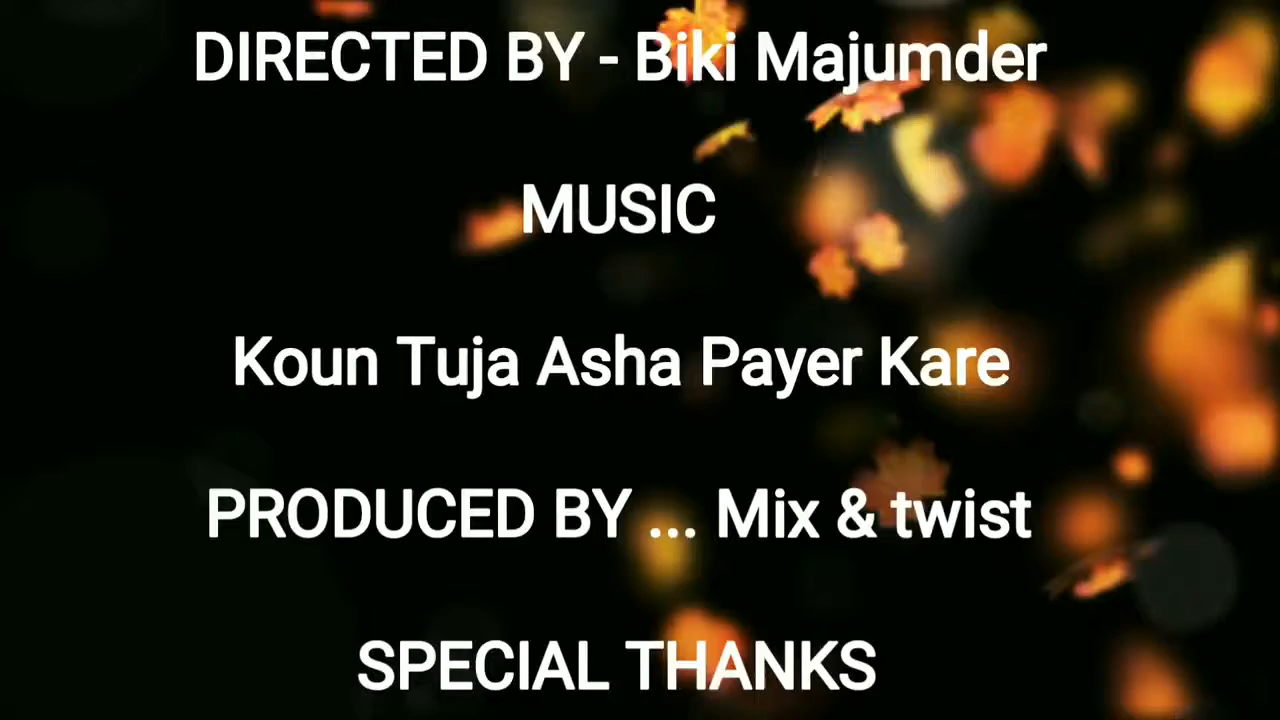 DIRECTED BY - Biki Majumder
MUSIC
Koun Tuja Asha Payer Kare
PRODUCED BY ... Mix & twist
SPECIAL THANKS